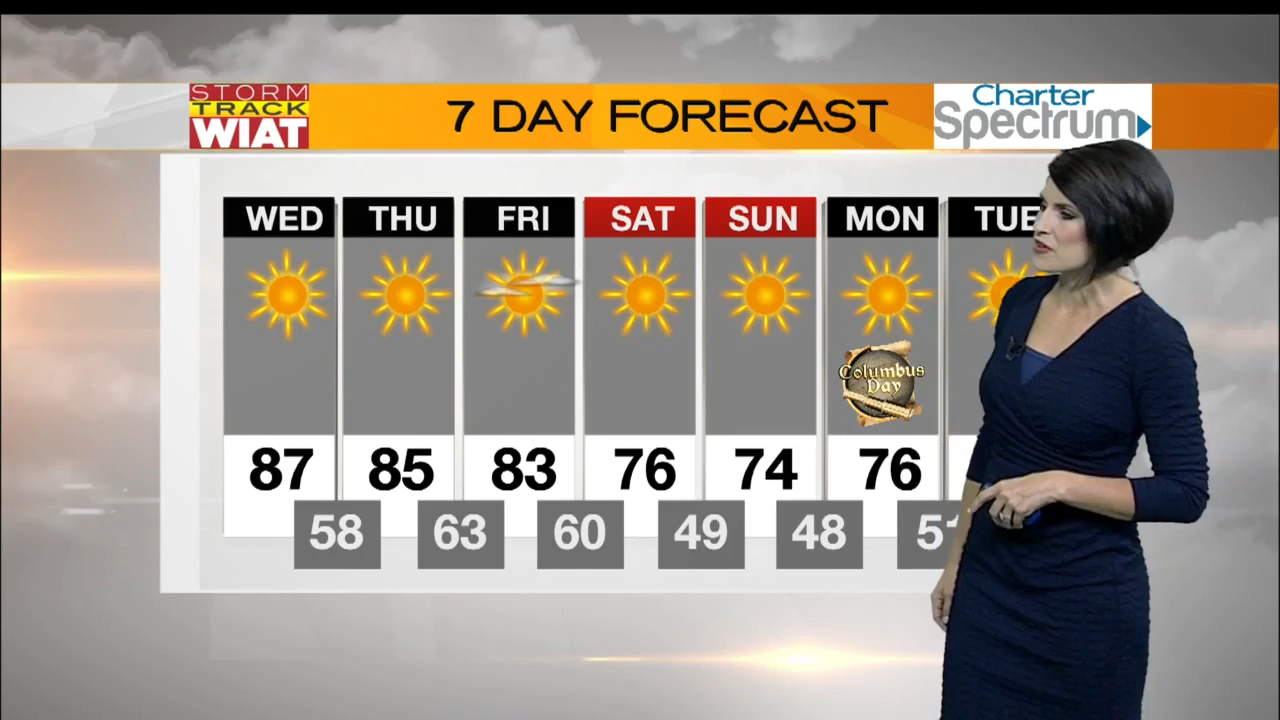 STORM
TRACK
WIAT
7 DAY FORECAST
Charter
Spectrum
WED THU FRI SAT SUN MON TUE
Columbus
Day
87 85 83 76 74 76
58 63 60 49 48